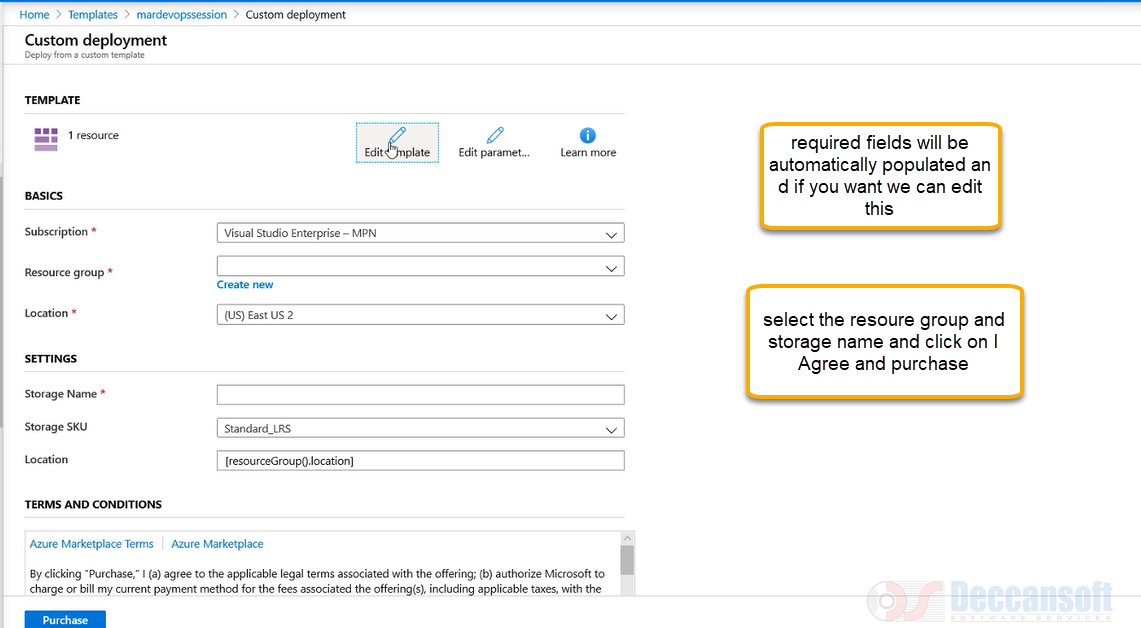 Home > Templates > mardevopssession > Custom deployment
Custom deployment
Deploy from a custom template
TEMPLATE
1 resource
Edit template
Edit paramet...
Learn more
BASICS
Subscription *
Visual Studio Enterprise – MPN
Resource group *
Create new
Location *
(US) East US 2
SETTINGS
Storage Name *
Storage SKU
Standard_LRS
Location
[resourceGroup().location]
TERMS AND CONDITIONS
Azure Marketplace Terms | Azure Marketplace
By clicking "Purchase," I (a) agree to the applicable legal terms associated with the offering; (b) authorize Microsoft to
charge or bill my current payment method for the fees associated the offering(s), including applicable taxes, with the
Purchase
required fields will be
automatically populated an
d if you want we can edit
this
select the resoure group and
storage name and click on I
Agree and purchase
Deccansoft
SOFTWARE SERVICES